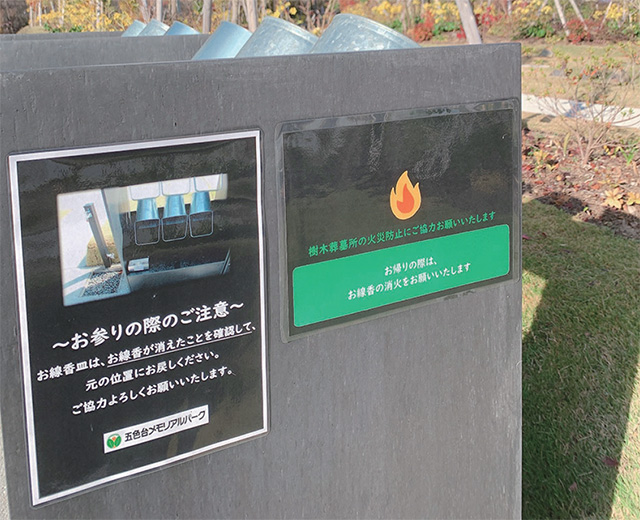 ～お参りの際のご注意～
お線香皿は、お線香が消えたことを確認して、
元の位置にお戻しください。
ご協力よろしくお願いいたします。
五色台メモリアルパーク
樹木葬墓所の火災防止にご協力お願いいたします
お帰りの際は、
お線香の消火をお願いいたします